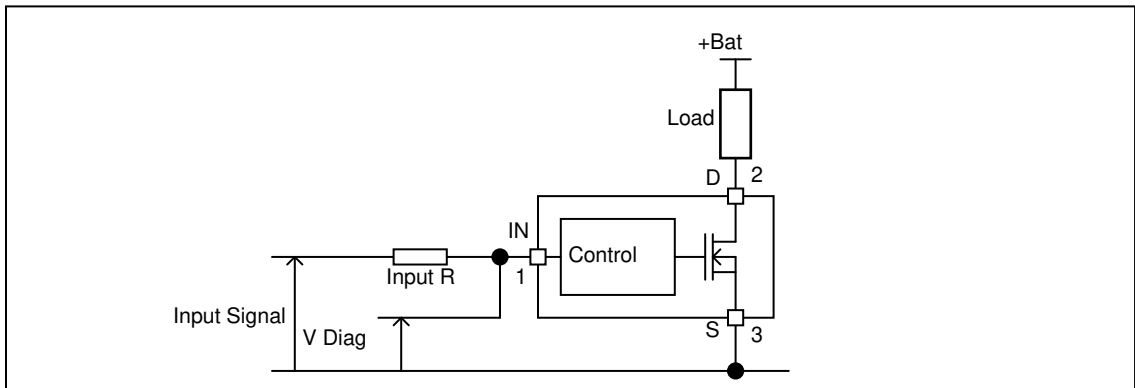 +Bat
Load
D
2
IN
Control
Input R
1
Input Signal
V Diag
S
3